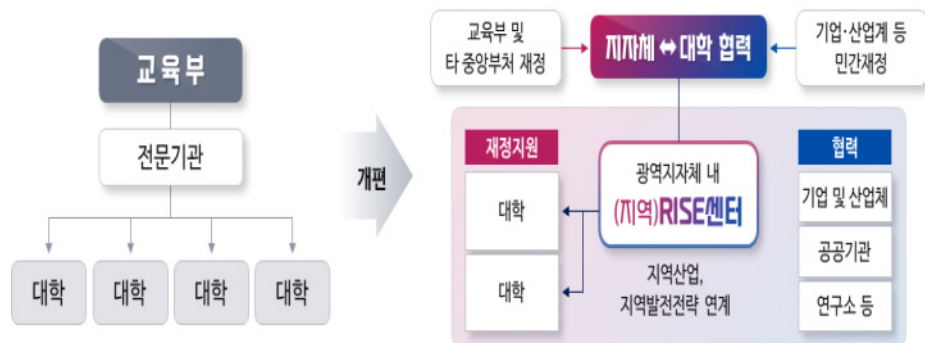 교육부
전문기관
대학 대학 대학 대학
개편
교육부 및
타 중앙부처 재정
지자체 ⇔ 대학 협력
기업·산업계 등
민간재정
재정지원
대학
대학
광역지자체 내
(지역)RISE센터
지역산업,
지역발전전략 연계
협력
기업 및 산업체
공공기관
연구소 등